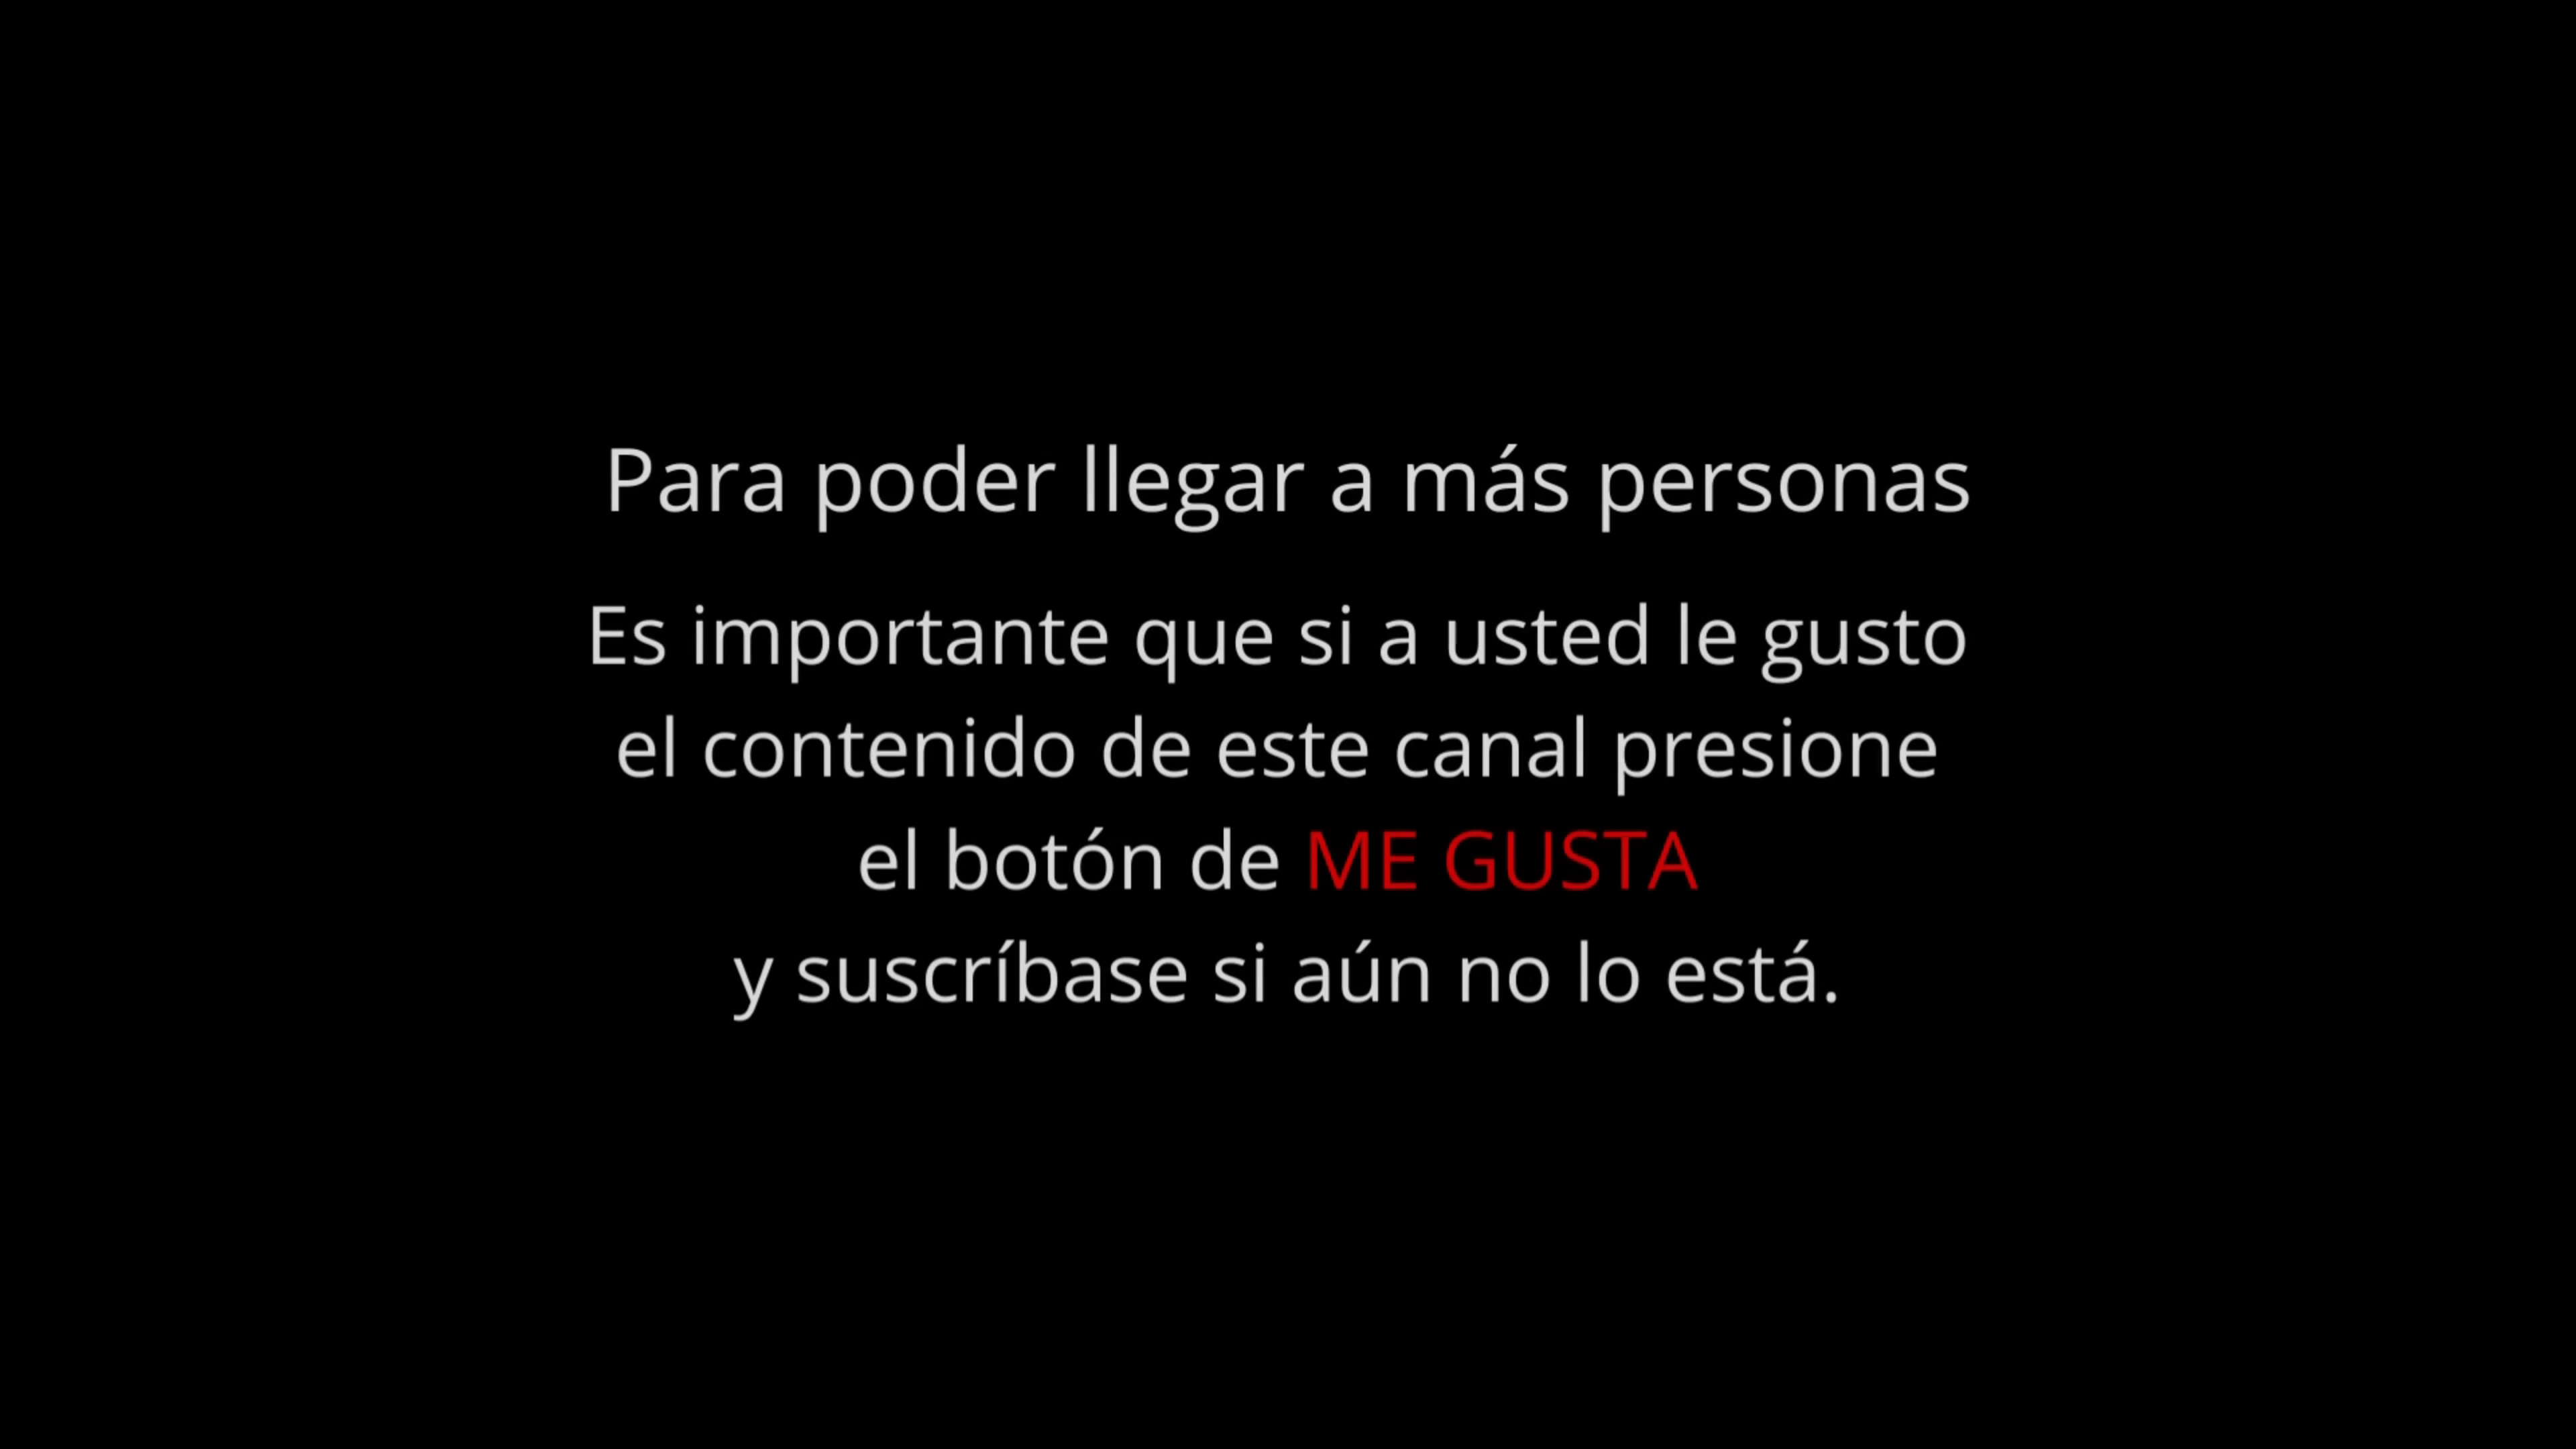 Para poder llegar a más personas
Es importante que si a usted le gusto
el contenido de este canal presione
el botón de ME GUSTA
y suscríbase si aún no lo está.